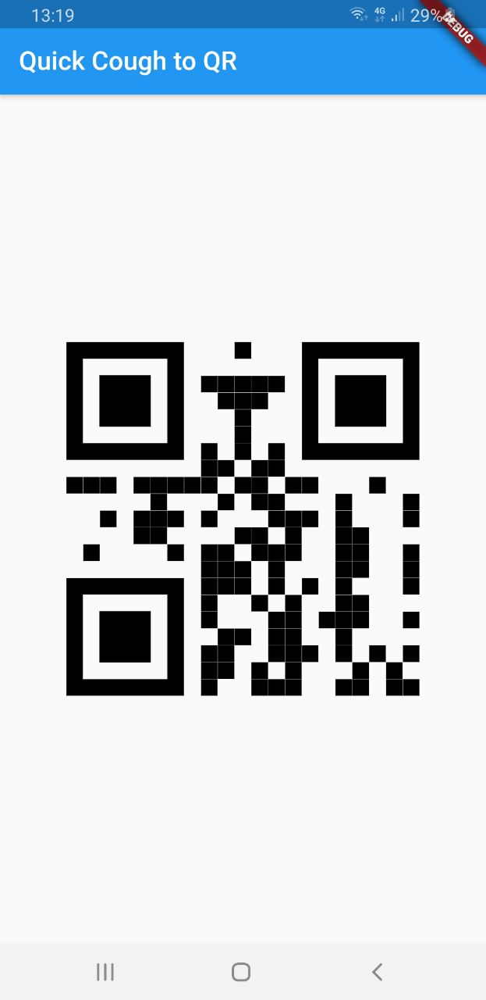 13:19
4G
29%
DEBUG
Quick Cough to QR